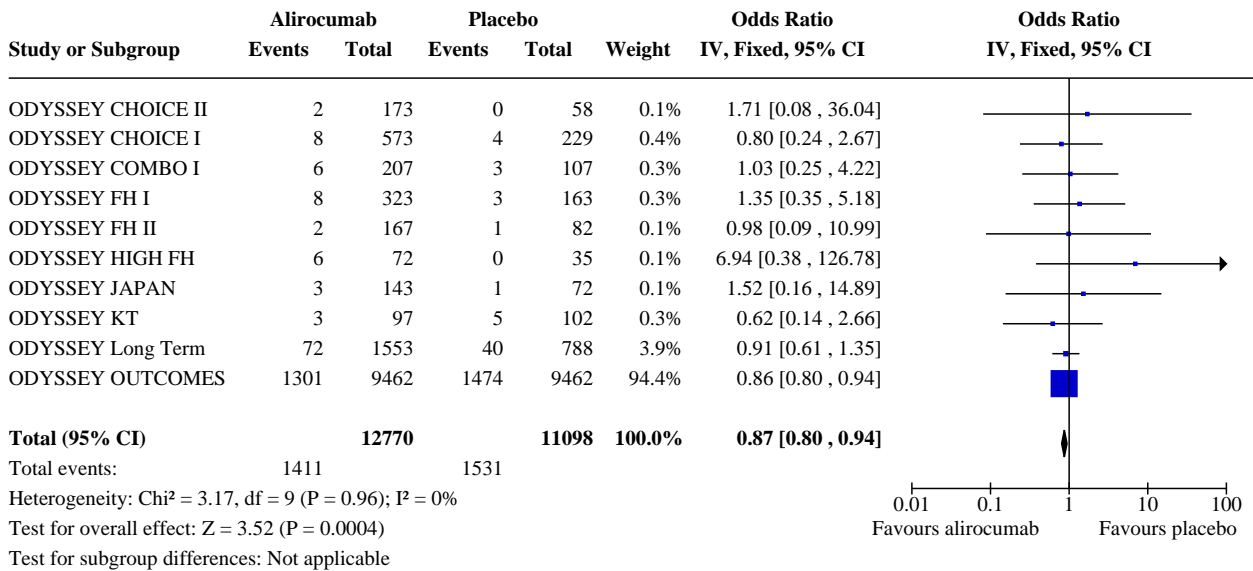 Alirocumab Placebo Odds Ratio Odds Ratio
Study or Subgroup Events Total Events Total Weight IV, Fixed, 95% CI IV, Fixed, 95% CI
ODYSSEY CHOICE II 2 173 0 58 0.1% 1.71 [0.08 , 36.04]
ODYSSEY CHOICE I 8 573 4 229 0.4% 0.80 [0.24 , 2.67]
ODYSSEY COMBO I 6 207 3 107 0.3% 1.03 [0.25 , 4.22]
ODYSSEY FH I 8 323 3 163 0.3% 1.35 [0.35 , 5.18]
ODYSSEY FH II 2 167 1 82 0.1% 0.98 [0.09 , 10.99]
ODYSSEY HIGH FH 6 72 0 35 0.1% 6.94 [0.38 , 126.78]
ODYSSEY JAPAN 3 143 1 72 0.1% 1.52 [0.16 , 14.89]
ODYSSEY KT 3 97 5 102 0.3% 0.62 [0.14 , 2.66]
ODYSSEY Long Term 72 1553 40 788 3.9% 0.91 [0.61 , 1.35]
ODYSSEY OUTCOMES 1301 9462 1474 9462 94.4% 0.86 [0.80 , 0.94]
Total (95% CI) 12770 11098 100.0% 0.87 [0.80 , 0.94]
Total events: 1411 1531
Heterogeneity: Chi² = 3.17, df = 9 (P = 0.96); I² = 0%
Test for overall effect: Z = 3.52 (P = 0.0004)
Test for subgroup differences: Not applicable
0.01 0.1 1 10 100
Favours alirocumab Favours placebo